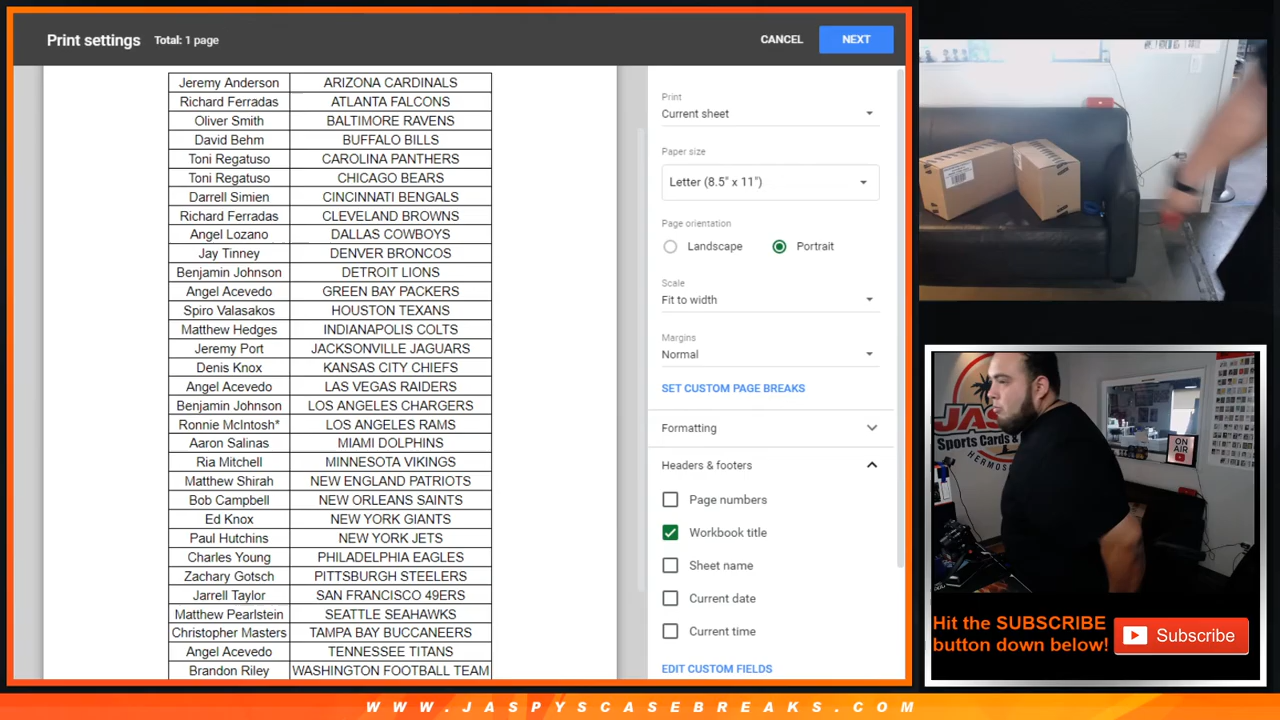 Print settings Total: 1 page CANCEL NEXT
Jeremy Anderson ARIZONA CARDINALS
Richard Ferradas ATLANTA FALCONS
Oliver Smith BALTIMORE RAVENS
David Behm BUFFALO BILLS
Toni Regatuso CAROLINA PANTHERS
Toni Regatuso CHICAGO BEARS
Darrell Simien CINCINNATI BENGALS
Richard Ferradas CLEVELAND BROWNS
Angel Lozano DALLAS COWBOYS
Jay Tinney DENVER BRONCOS
Benjamin Johnson DETROIT LIONS
Angel Acevedo GREEN BAY PACKERS
Spiro Valasakos HOUSTON TEXANS
Matthew Hedges INDIANAPOLIS COLTS
Jeremy Port JACKSONVILLE JAGUARS
Denis Knox KANSAS CITY CHIEFS
Angel Acevedo LAS VEGAS RAIDERS
Benjamin Johnson LOS ANGELES CHARGERS
Ronnie McIntosh* LOS ANGELES RAMS
Aaron Salinas MIAMI DOLPHINS
Ria Mitchell MINNESOTA VIKINGS
Matthew Shirah NEW ENGLAND PATRIOTS
Bob Campbell NEW ORLEANS SAINTS
Ed Knox NEW YORK GIANTS
Paul Hutchins NEW YORK JETS
Charles Young PHILADELPHIA EAGLES
Zachary Gotsch PITTSBURGH STEELERS
Jarrell Taylor SAN FRANCISCO 49ERS
Matthew Pearlstein SEATTLE SEAHAWKS
Christopher Masters TAMPA BAY BUCCANEERS
Angel Acevedo TENNESSEE TITANS
Brandon Riley WASHINGTON FOOTBALL TEAM
Print
Current sheet
Paper size
Letter (8.5" x 11")
Page orientation
Landscape Portrait
Scale
Fit to width
Margins
Normal
SET CUSTOM PAGE BREAKS
Formatting
Headers & footers
Page numbers
Workbook title
Sheet name
Current date
Current time
EDIT CUSTOM FIELDS
JAS
Sports Cards &
HERMOS
ON
AIR
Hit the SUBSCRIBE
button down below!
Subscribe
WWW.JASPYSCASEBREAKS.COM